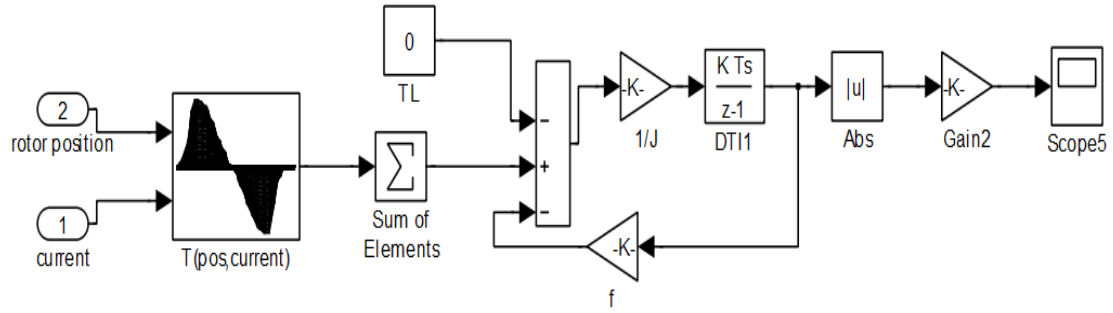 0
TL
2
rotor position
1
current
T(pos,current)
Σ
Sum of
Elements
−
+
−
-K-
1/J
K Ts
z-1
DTI1
|u|
Abs
-K-
Gain2
Scope5
-K-
f